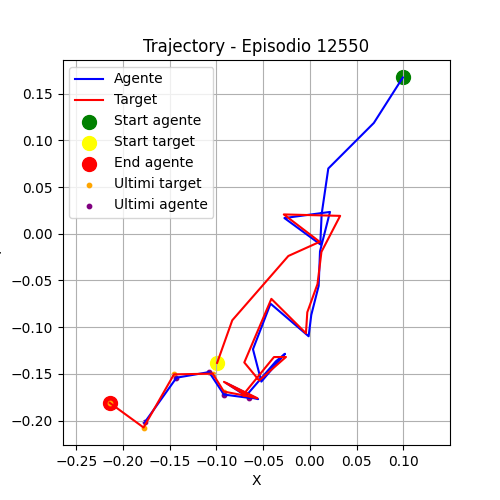 Trajectory - Episodio 12550
Agente
Target
Start agente
Start target
End agente
Ultimi target
Ultimi agente
0.15
0.10
0.05
0.00
−0.05
−0.10
−0.15
−0.20
−0.25 −0.20 −0.15 −0.10 −0.05 0.00 0.05 0.10
X